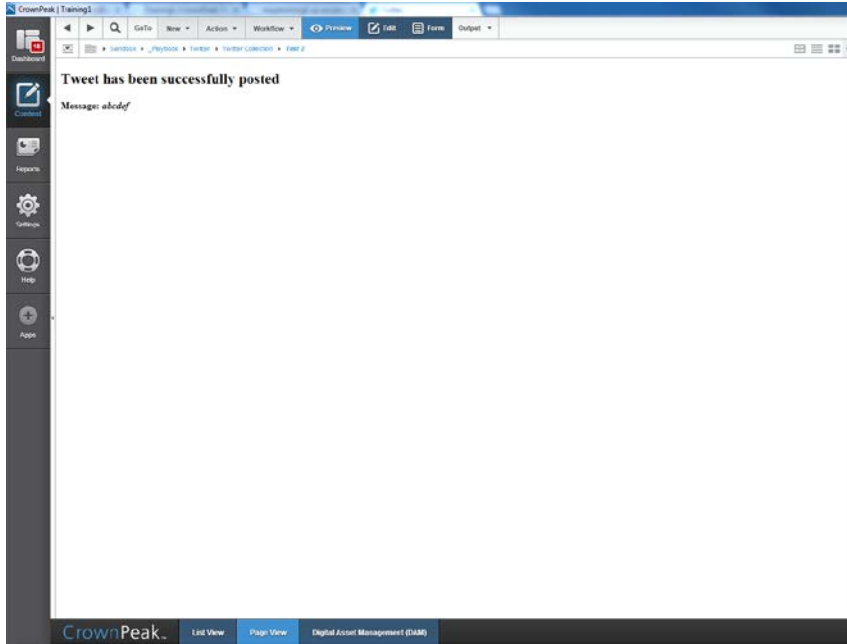 CrownPeak | Training1
GoTo New Action Workflow Preview Edit Form Output
Sandbox _Playbook Twitter Twitter Collection Test 2
18
Dashboard
Tweet has been successfully posted
Message: abcdef
Content
Reports
Settings
Help
Apps
CrownPeak List View Page View Digital Asset Management (DAM)